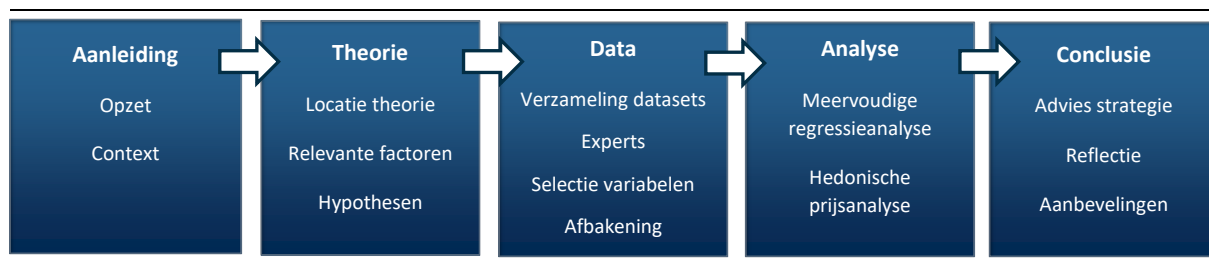 Aanleiding
Opzet
Context
Theorie
Locatie theorie
Relevante factoren
Hypothesen
Data
Verzameling datasets
Experts
Selectie variabelen
Afbakening
Analyse
Meervoudige
regressieanalyse
Hedonische
prijsanalyse
Conclusie
Advies strategie
Reflectie
Aanbevelingen